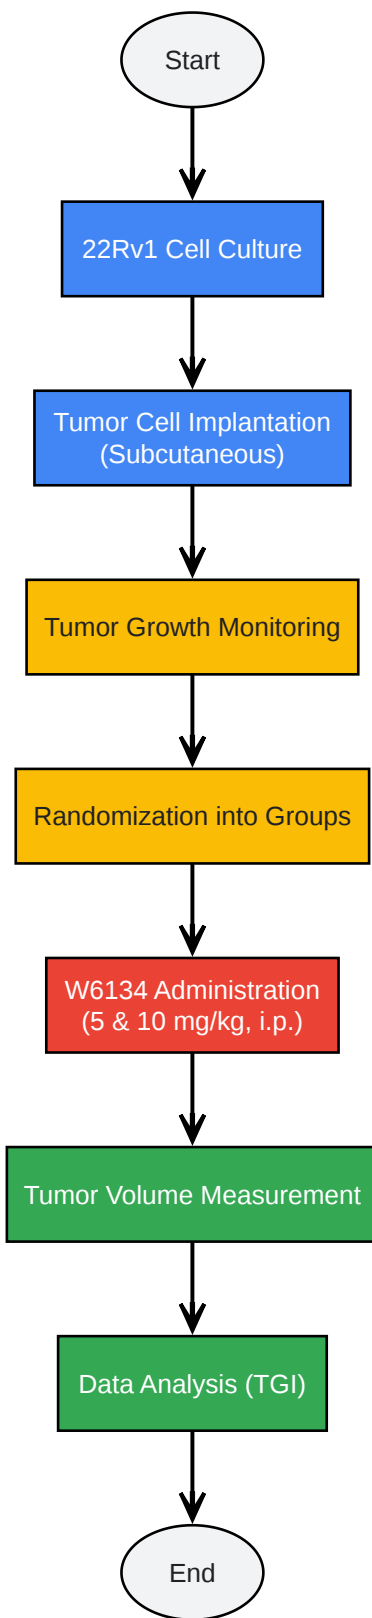 Start
22Rv1 Cell Culture
Tumor Cell Implantation
(Subcutaneous)
Tumor Growth Monitoring
Randomization into Groups
W6134 Administration
(5 & 10 mg/kg, i.p.)
Tumor Volume Measurement
Data Analysis (TGI)
End